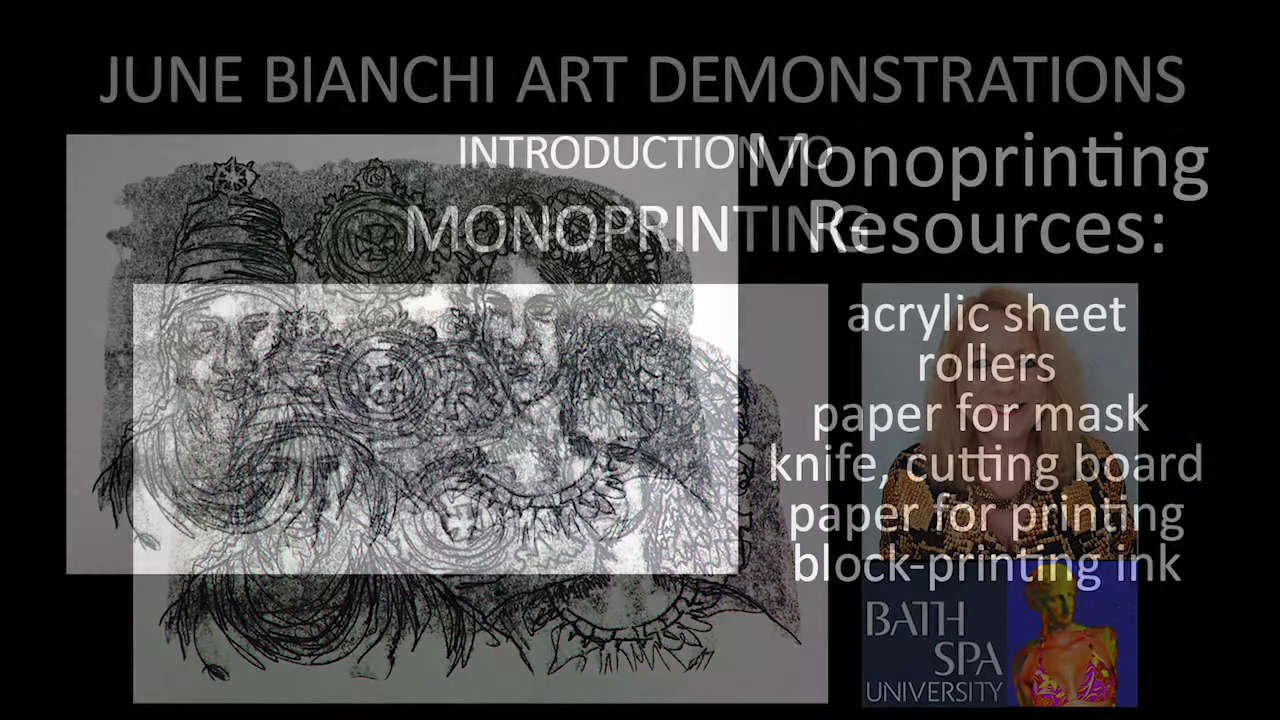 JUNE BIANCHI ART DEMONSTRATIONS
INTRODUCTION TO
MONOPRINTING
Monoprinting
Resources:
acrylic sheet
rollers
paper for mask
knife, cutting board
paper for printing
block-printing ink
BATH
SPA
UNIVERSITY